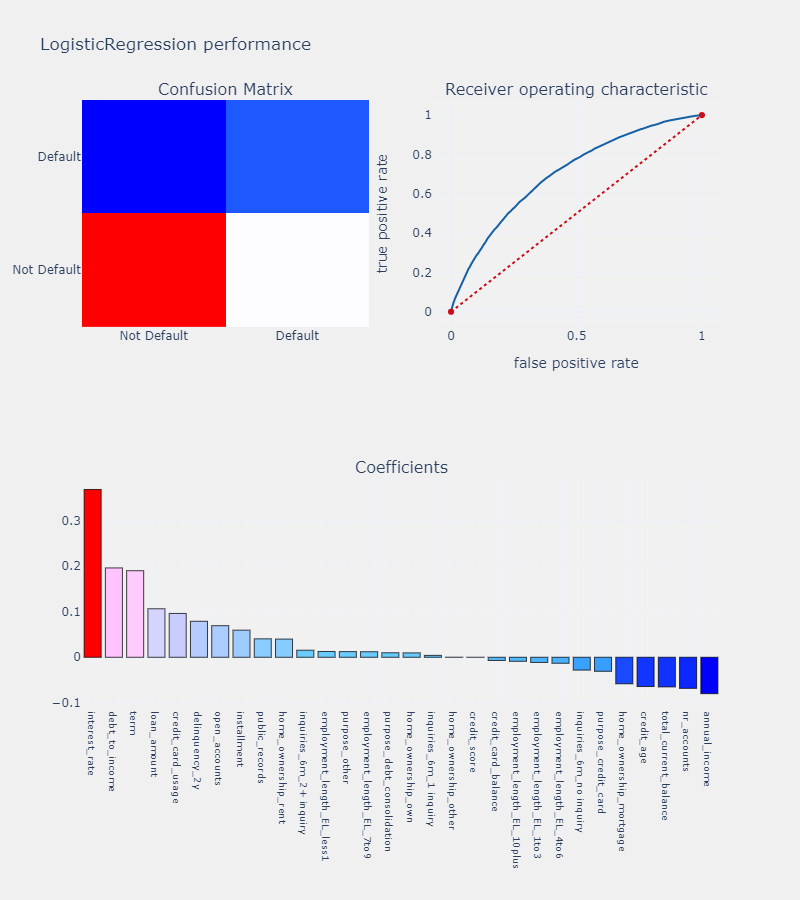 LogisticRegression performance
Confusion Matrix
Default
Not Default
Not Default
Default
Receiver operating characteristic
true positive rate
1
0.8
0.6
0.4
0.2
0
0
0.5
1
false positive rate
Coefficients
0.3
0.2
0.1
0
−0.1
interest_rate
debt_to_income
term
loan_amount
credit_card_usage
delinquency_2y
open_accounts
installment
public_records
home_ownership_rent
inquiries_6m_2+ inquiry
employment_length_EL_less1
purpose_other
employment_length_EL_7to9
purpose_debt_consolidation
home_ownership_own
inquiries_6m_1 inquiry
home_ownership_other
credit_score
credit_card_balance
employment_length_EL_10plus
employment_length_EL_1to3
employment_length_EL_4to6
inquiries_6m_no inquiry
purpose_credit_card
home_ownership_mortgage
credit_age
total_current_balance
nr_accounts
annual_income